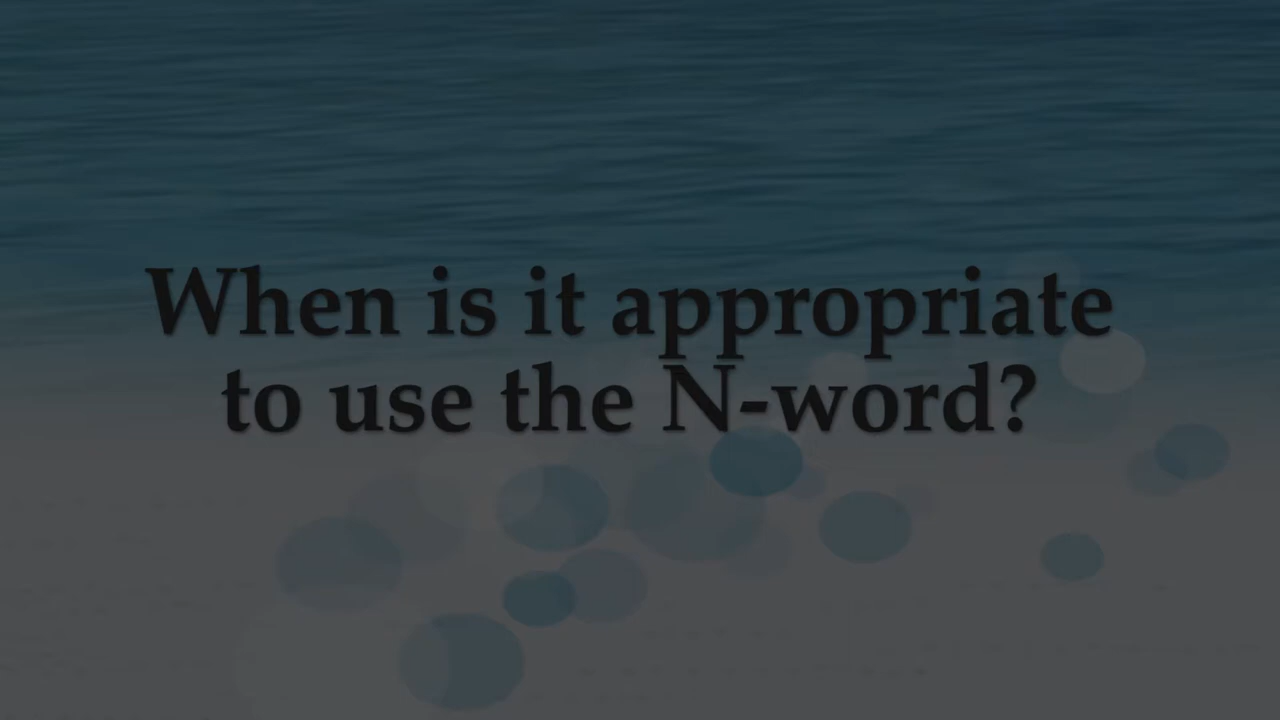 When is it appropriate
to use the N-word?